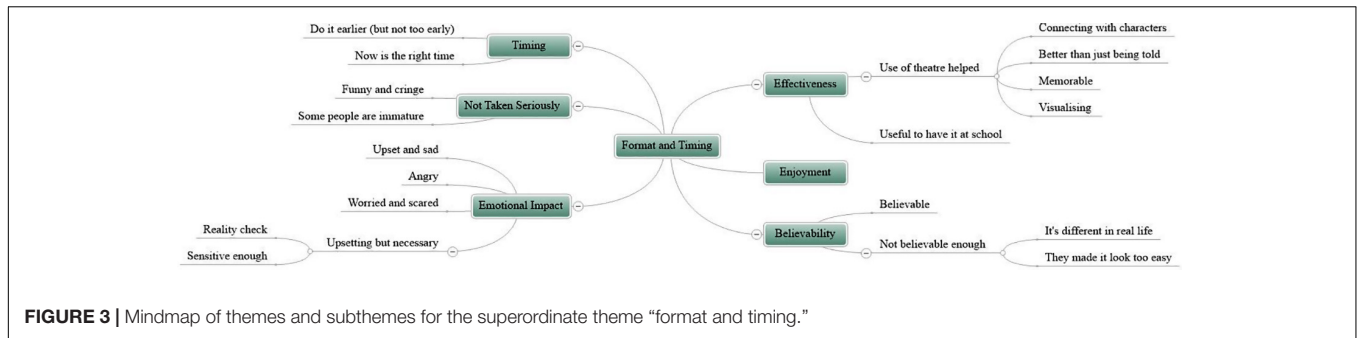 Do it earlier (but not too early)
Now is the right time
Timing
Funny and cringe
Some people are immature
Not Taken Seriously
Upset and sad
Angry
Worried and scared
Reality check
Sensitive enough
Upsetting but necessary
Emotional Impact
Format and Timing
Effectiveness
Use of theatre helped
Connecting with characters
Better than just being told
Memorable
Visualising
Useful to have it at school
Enjoyment
Believability
Believable
Not believable enough
It's different in real life
They made it look too easy
FIGURE 3 | Mindmap of themes and subthemes for the superordinate theme “format and timing.”